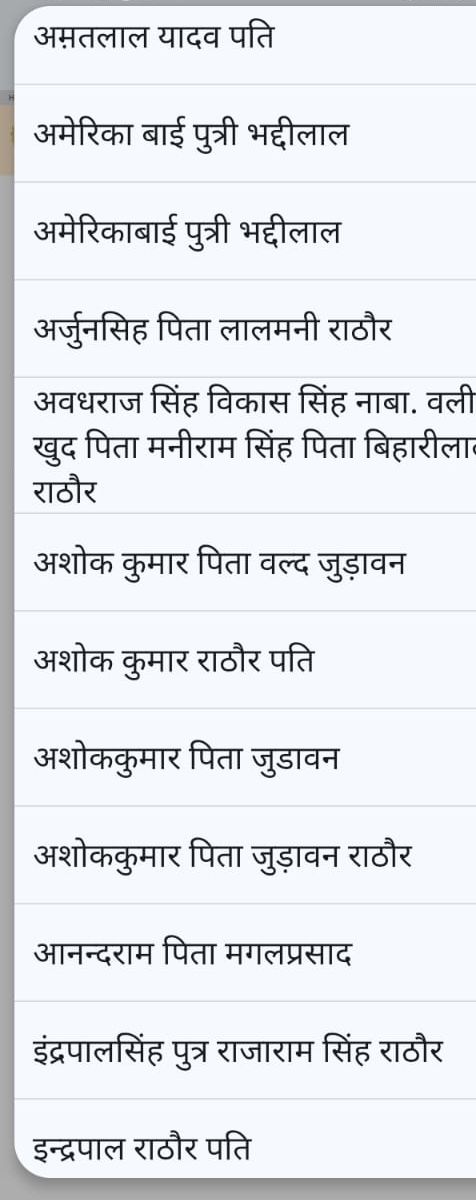 अमृतलाल यादव पति
अमेरिका बाई पुत्री भद्दीलाल
अमेरिकाबाई पुत्री भद्दीलाल
अर्जुनसिह पिता लालमनी राठौर
अवधराज सिंह विकास सिंह नाबा. वली
खुद पिता मनीराम सिंह पिता
राठौर
अशोक कुमार पिता वल्द जुड़ावन
अशोक कुमार राठौर पति
अशोककुमार पिता जुडावन
अशोककुमार पिता जुड़ावन राठौर
आनन्दराम पिता मगलप्रसाद
इंद्रपालसिंह पुत्र राजाराम सिंह राठौर
इन्द्रपाल राठौर पति